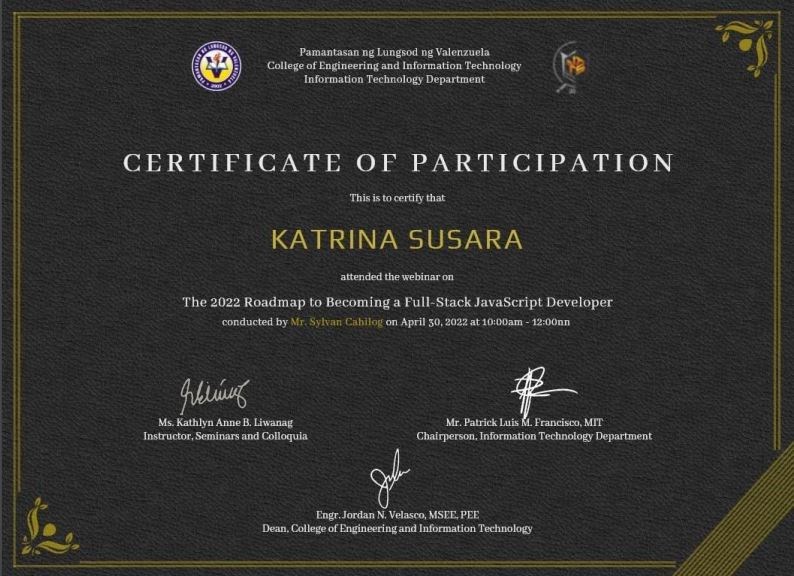 Pamantasan ng Lungsod ng Valenzuela
College of Engineering and Information Technology
Information Technology Department
CERTIFICATE OF PARTICIPATION
This is to certify that
KATRINA SUSARA
attended the webinar on
The 2022 Roadmap to Becoming a Full-Stack JavaScript Developer
conducted by Mr. Sylvan Cahilog on April 30, 2022 at 10:00am - 12:00nn
Ms. Kathlyn Anne B. Liwanag
Instructor, Seminars and Colloquia
Mr. Patrick Luis M. Francisco, MIT
Chairperson, Information Technology Department
Engr. Jordan N. Velasco, MSEE, PEE
Dean, College of Engineering and Information Technology